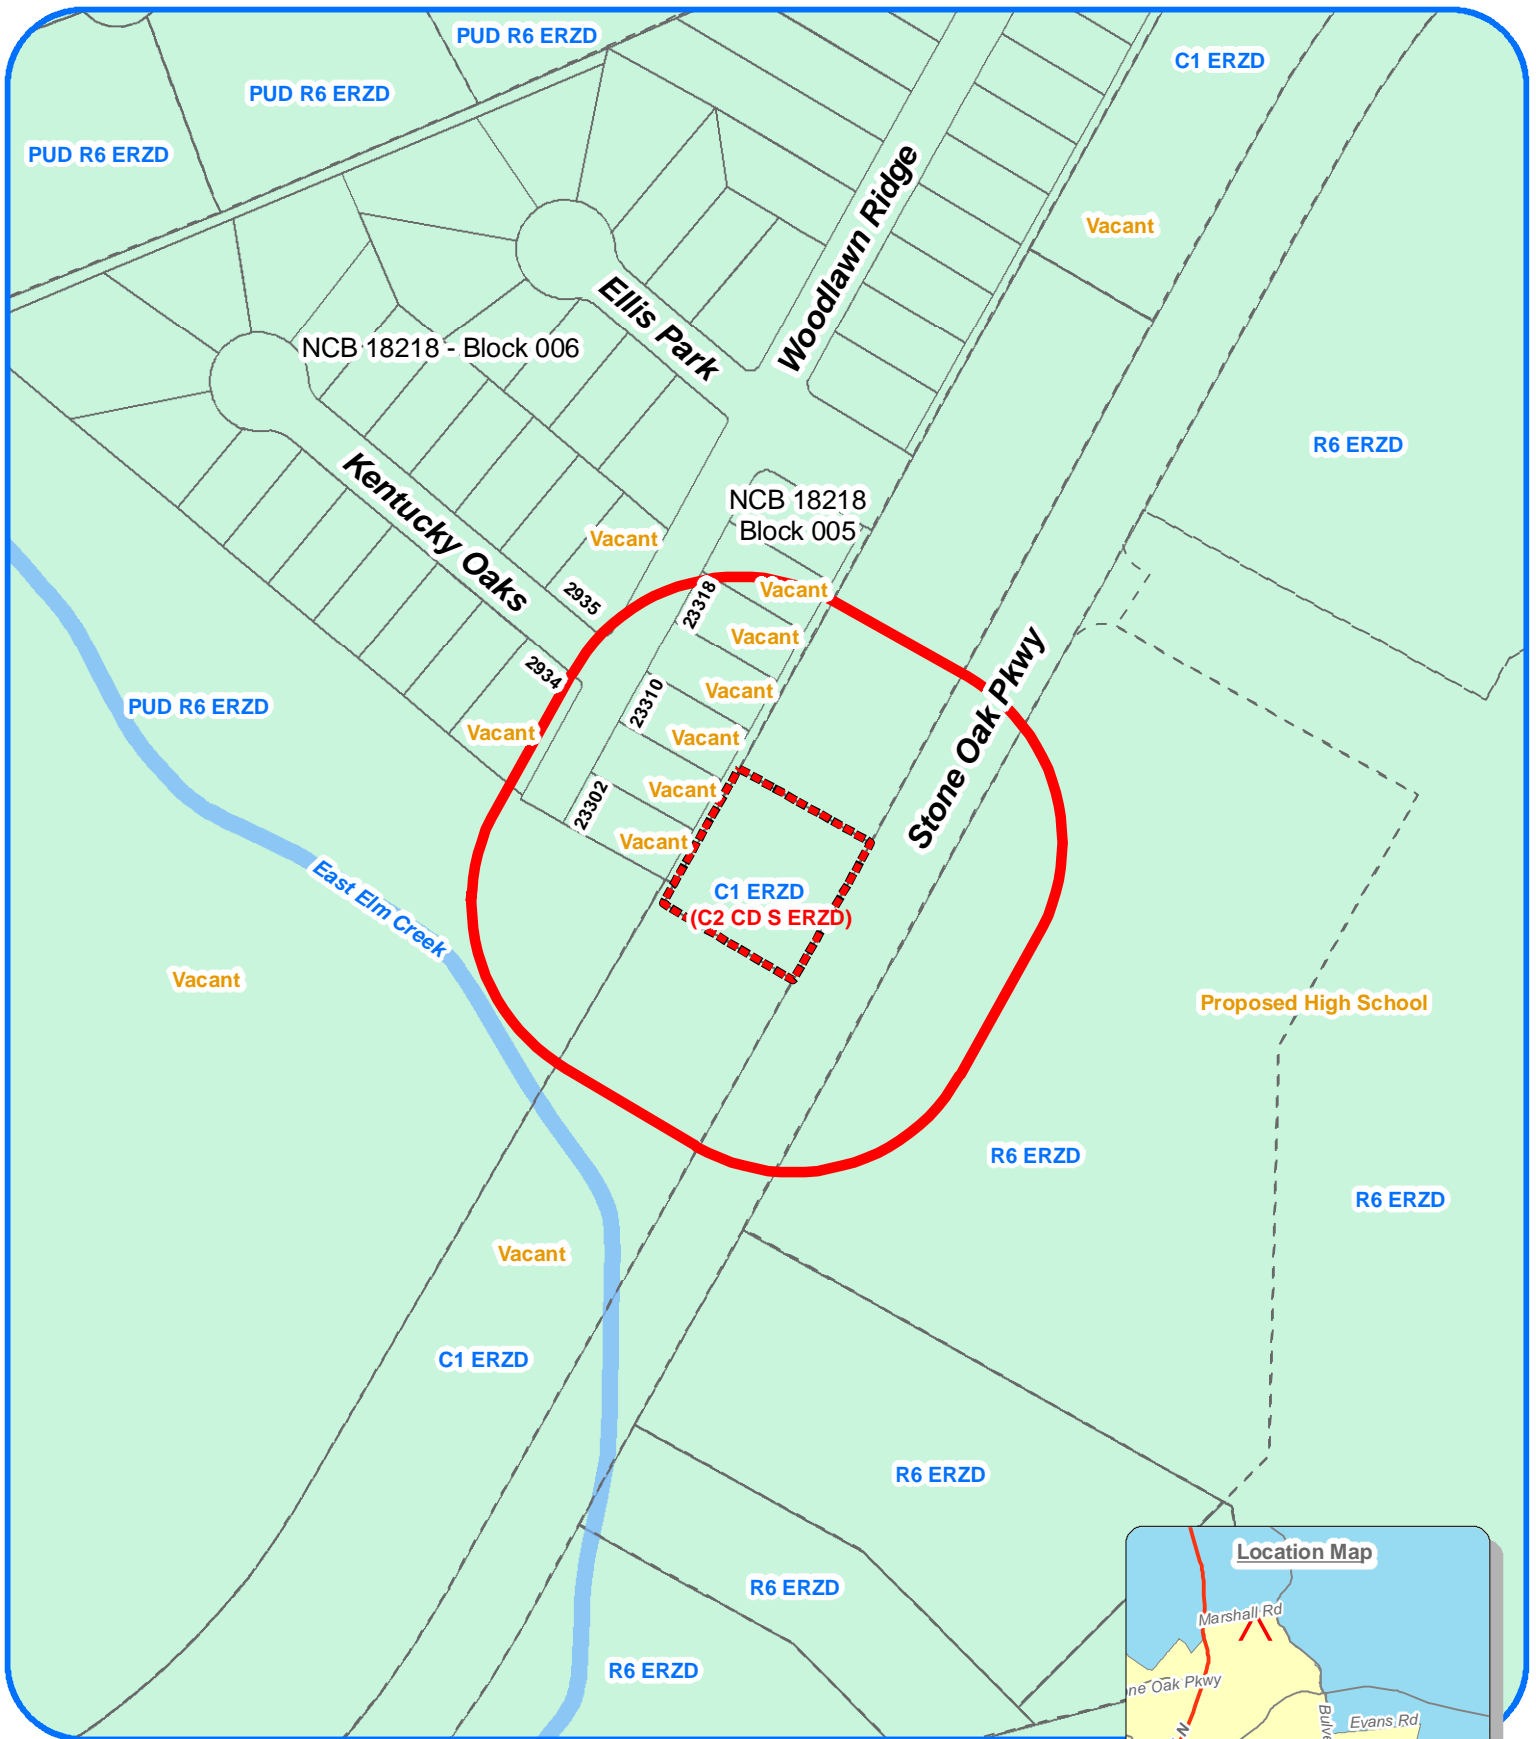 PUD R6 ERZD
C1 ERZD
PUD R6 ERZD
PUD R6 ERZD
Woodlawn Ridge
Vacant
Ellis Park
NCB 18218 - Block 006
R6 ERZD
Kentucky Oaks
NCB 18218
Block 005
Vacant
2935
23318
Vacant
Vacant
Stone Oak Pkwy
2934
23310
Vacant
PUD R6 ERZD
Vacant
Vacant
23302
Vacant
Vacant
C1 ERZD
(C2 CD S ERZD)
East Elm Creek
Vacant
Proposed High School
R6 ERZD
R6 ERZD
Vacant
C1 ERZD
R6 ERZD
Location Map
R6 ERZD
Marshall Rd
R6 ERZD
ne Oak Pkwy
Bulve
Evans Rd
N